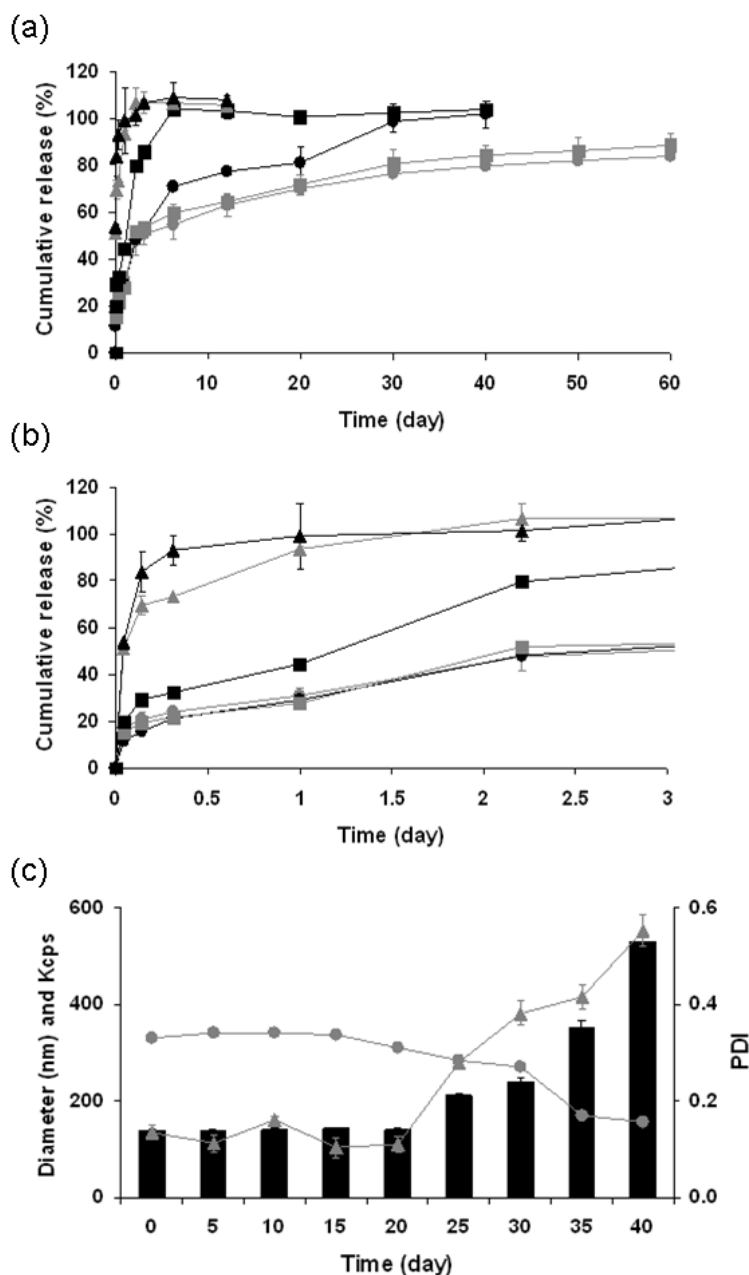 (a)
Cumulative release (%)
120
100
80
60
40
20
0
0 10 20 30 40 50 60
Time (day)
(b)
Cumulative release (%)
120
100
80
60
40
20
0
0 0.5 1 1.5 2 2.5 3
Time (day)
(c)
Diameter (nm) and Kcps
600
400
200
0
PDI
0.6
0.4
0.2
0.0
0 5 10 15 20 25 30 35 40
Time (day)